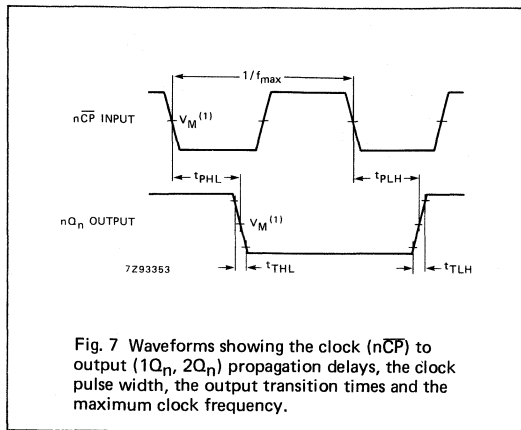 1/fmax
nCP INPUT
VM(1)
tPHL
tPLH
nQn OUTPUT
VM(1)
7Z93353
tTHL
tTLH
Fig. 7 Waveforms showing the clock (nCP) to
output (1Qn, 2Qn) propagation delays, the clock
pulse width, the output transition times and the
maximum clock frequency.